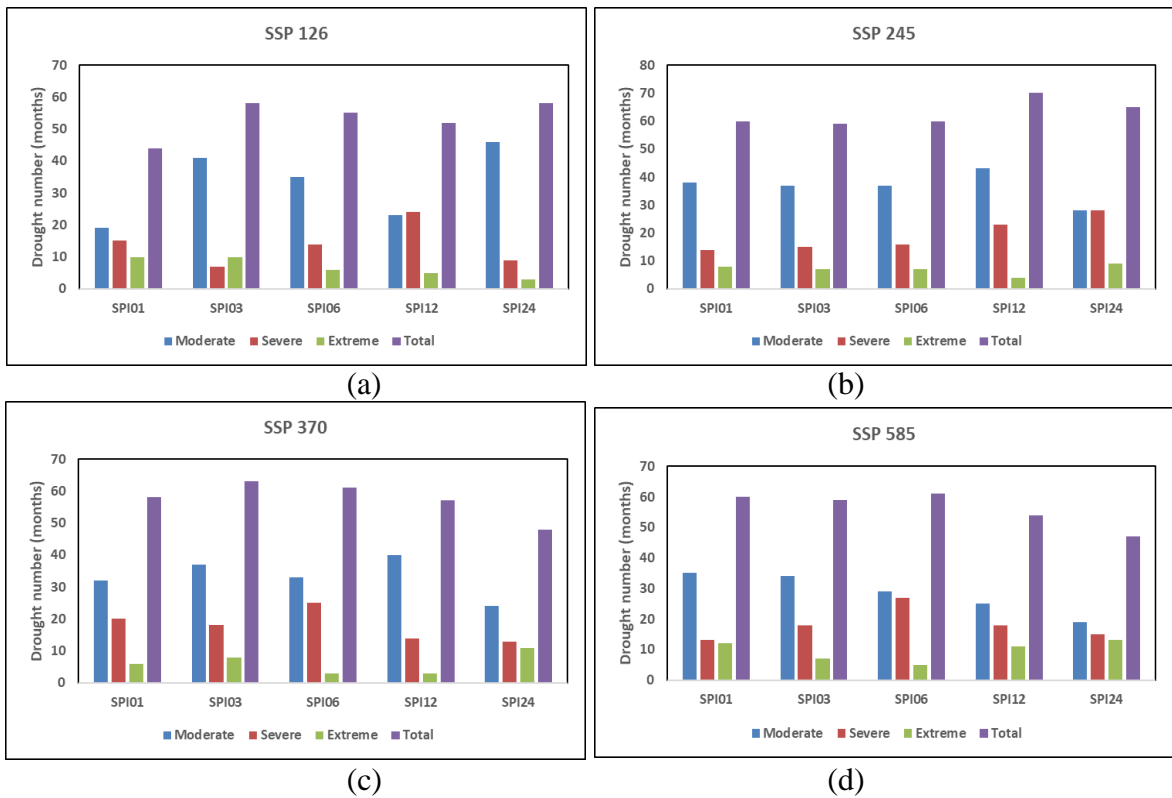 SSP 126
Drought number (months)
70
60
50
40
30
20
10
0
SPI01 SPI03 SPI06 SPI12 SPI24
Moderate Severe Extreme Total
(a)
SSP 245
Drought number (months)
80
70
60
50
40
30
20
10
0
SPI01 SPI03 SPI06 SPI12 SPI24
Moderate Severe Extreme Total
(b)
SSP 370
Drought number (months)
70
60
50
40
30
20
10
0
SPI01 SPI03 SPI06 SPI12 SPI24
Moderate Severe Extreme Total
(c)
SSP 585
Drought number (months)
70
60
50
40
30
20
10
0
SPI01 SPI03 SPI06 SPI12 SPI24
Moderate Severe Extreme Total
(d)